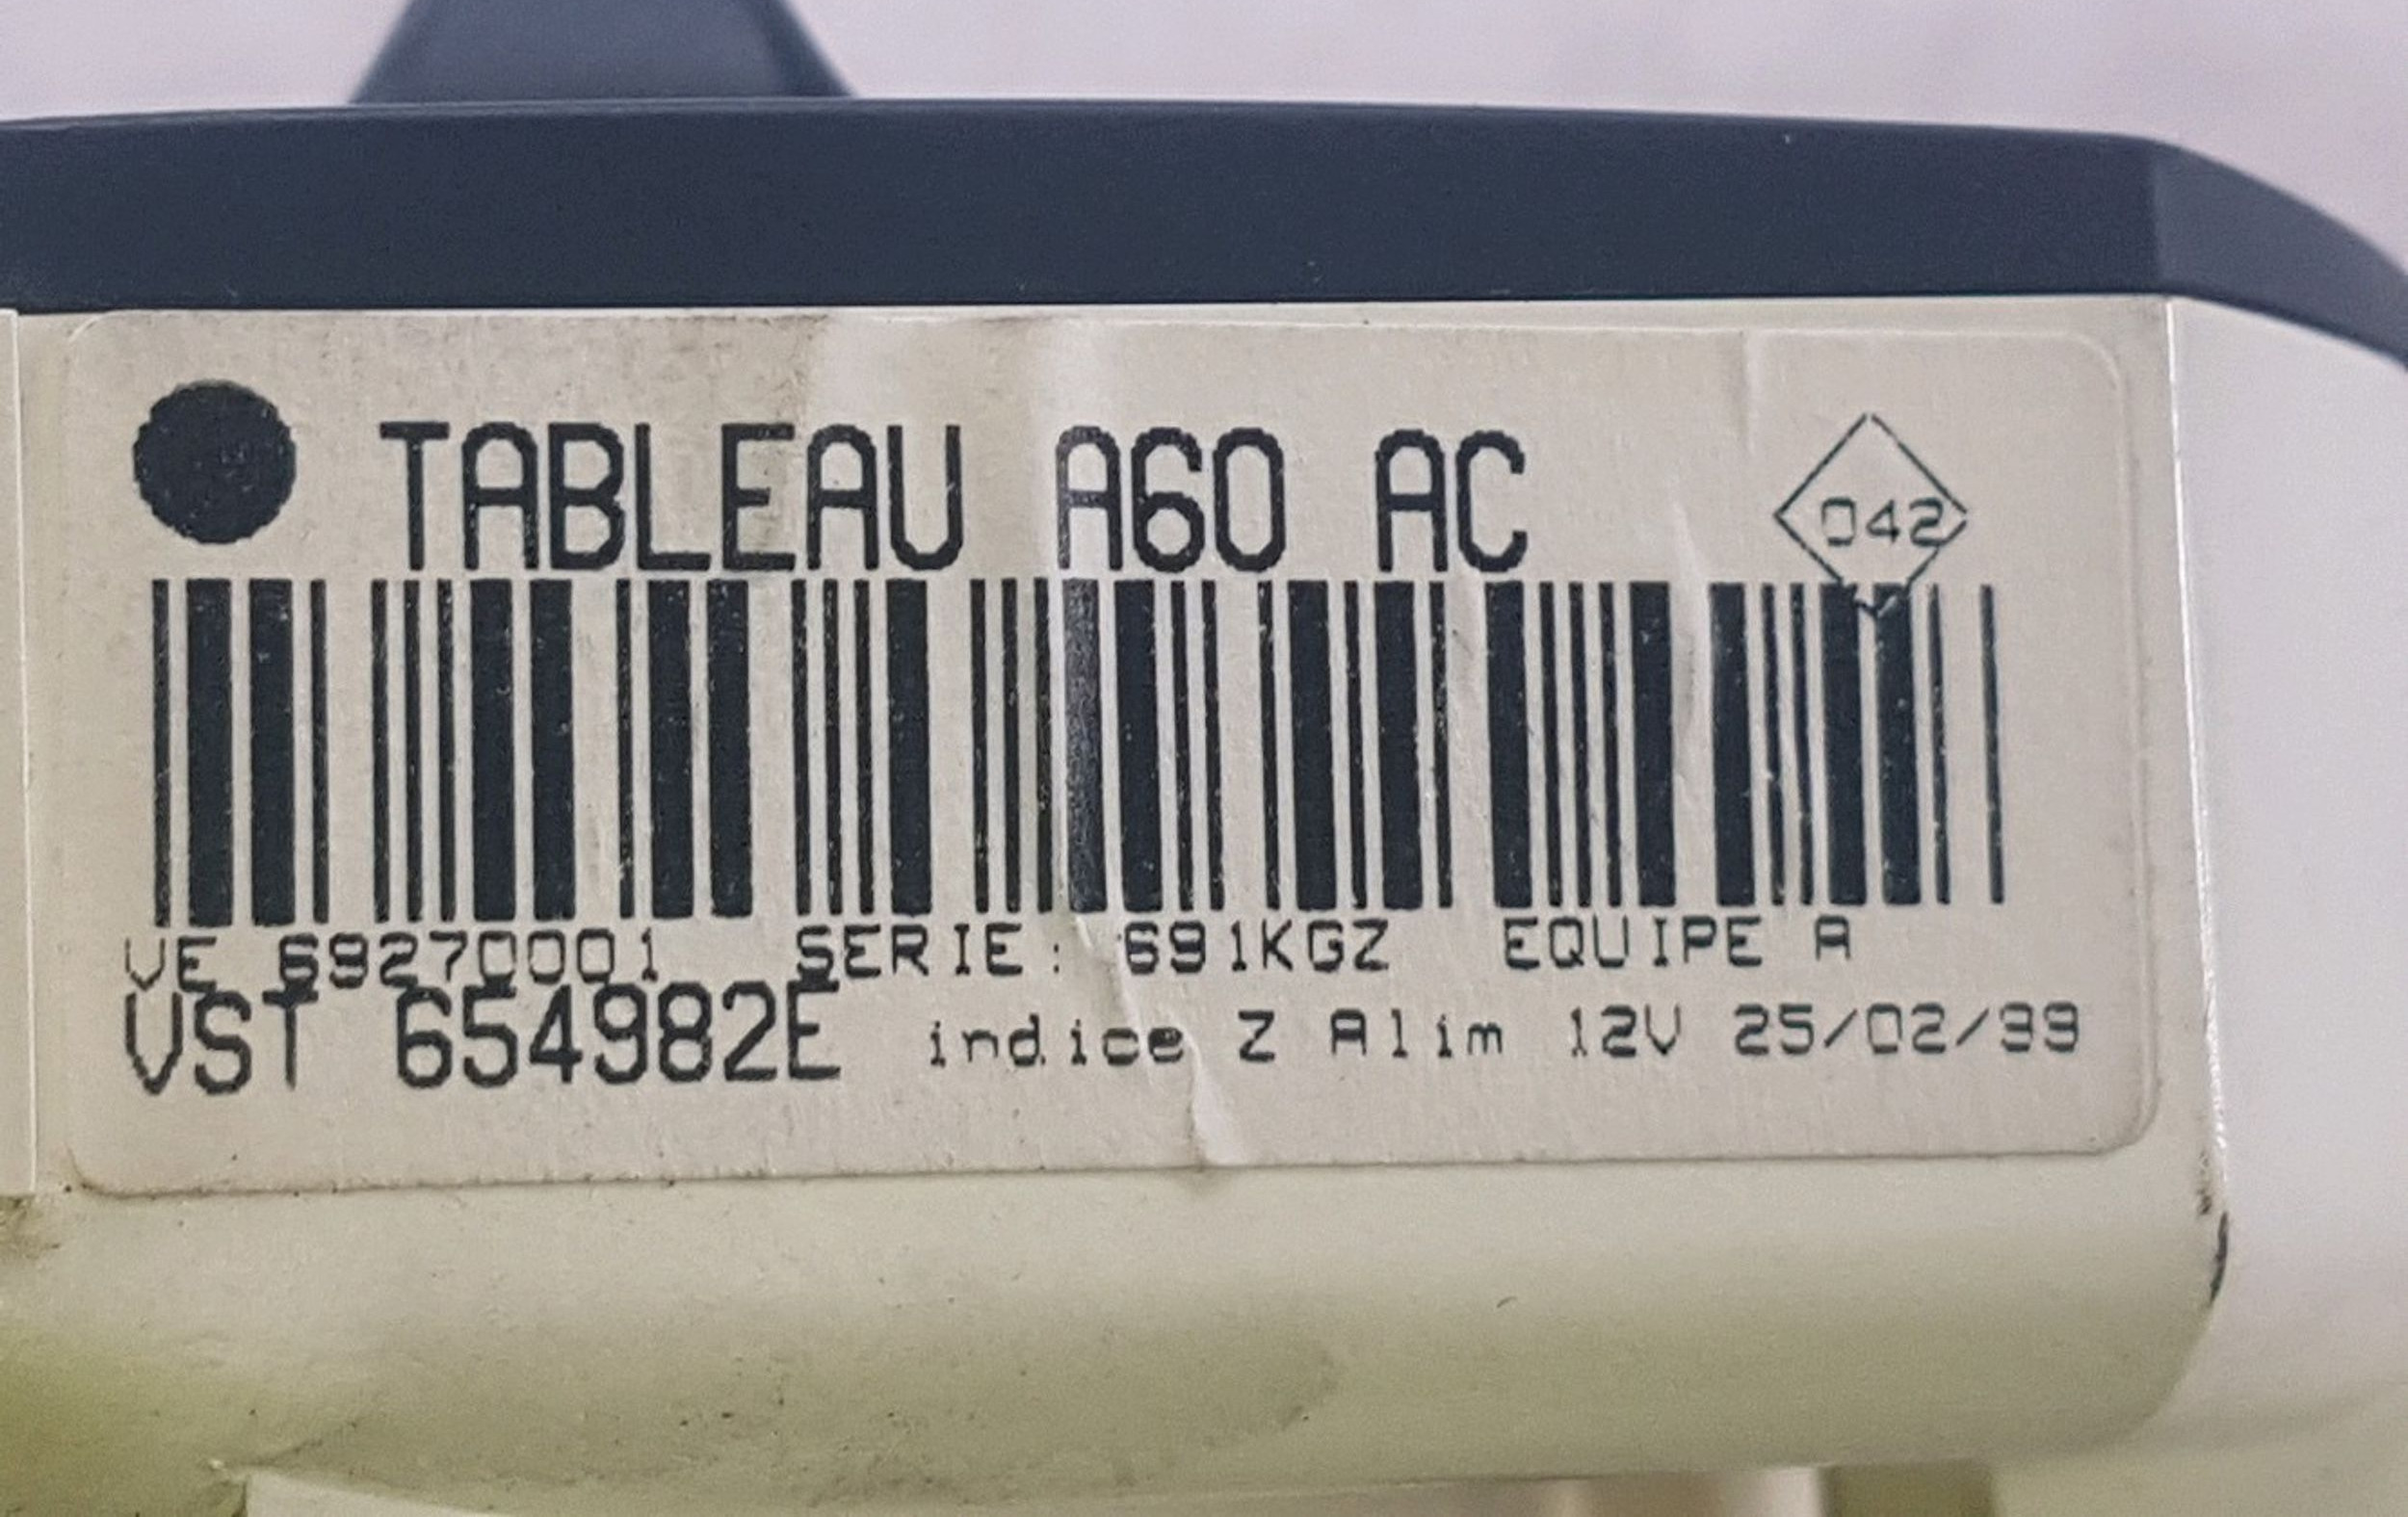 TABLEAU A60 AC
042
VE 69270001 SERIE: 691KGZ EQUIPE A
VST 654982E indice Z Alim 12V 25/02/99